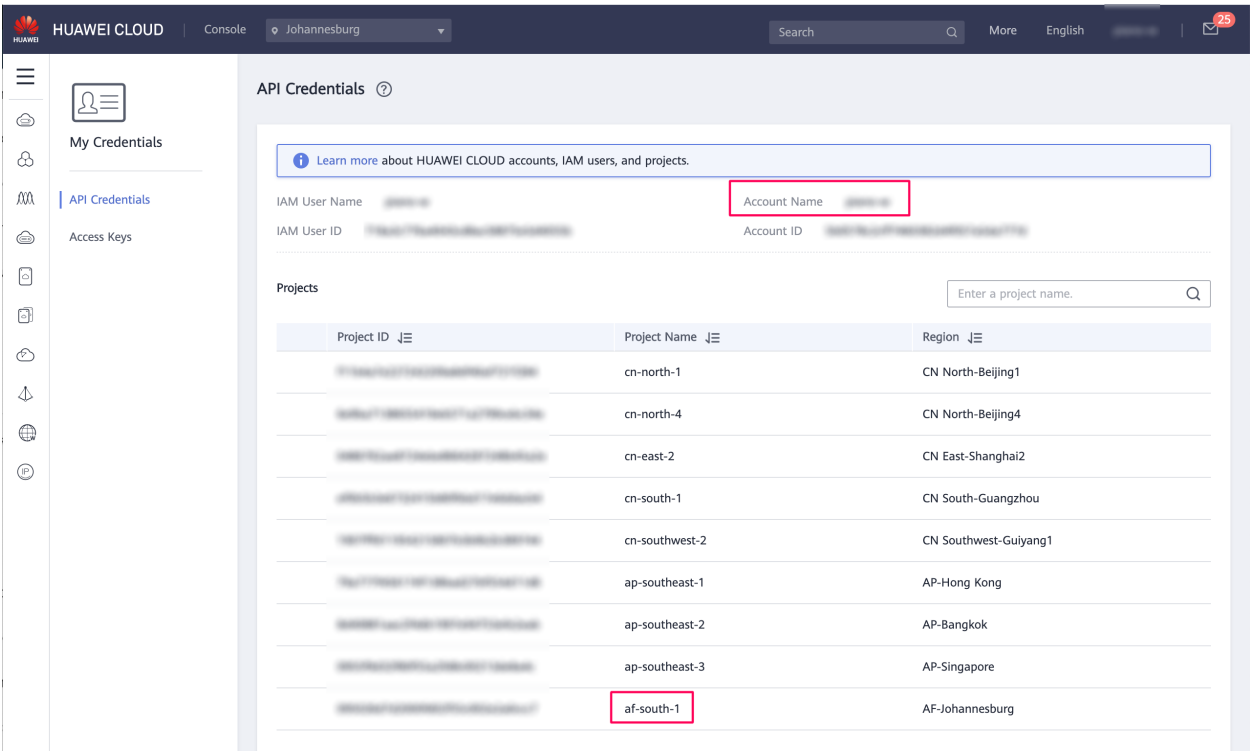 HUAWEI HUAWEI CLOUD Console Johannesburg Search More English 25
My Credentials
API Credentials
Access Keys
API Credentials ?
i Learn more about HUAWEI CLOUD accounts, IAM users, and projects.
IAM User Name Account Name
IAM User ID Account ID
Projects
Enter a project name.
Project ID Project Name Region
cn-north-1 CN North-Beijing1
cn-north-4 CN North-Beijing4
cn-east-2 CN East-Shanghai2
cn-south-1 CN South-Guangzhou
cn-southwest-2 CN Southwest-Guiyang1
ap-southeast-1 AP-Hong Kong
ap-southeast-2 AP-Bangkok
ap-southeast-3 AP-Singapore
af-south-1 AF-Johannesburg
IP